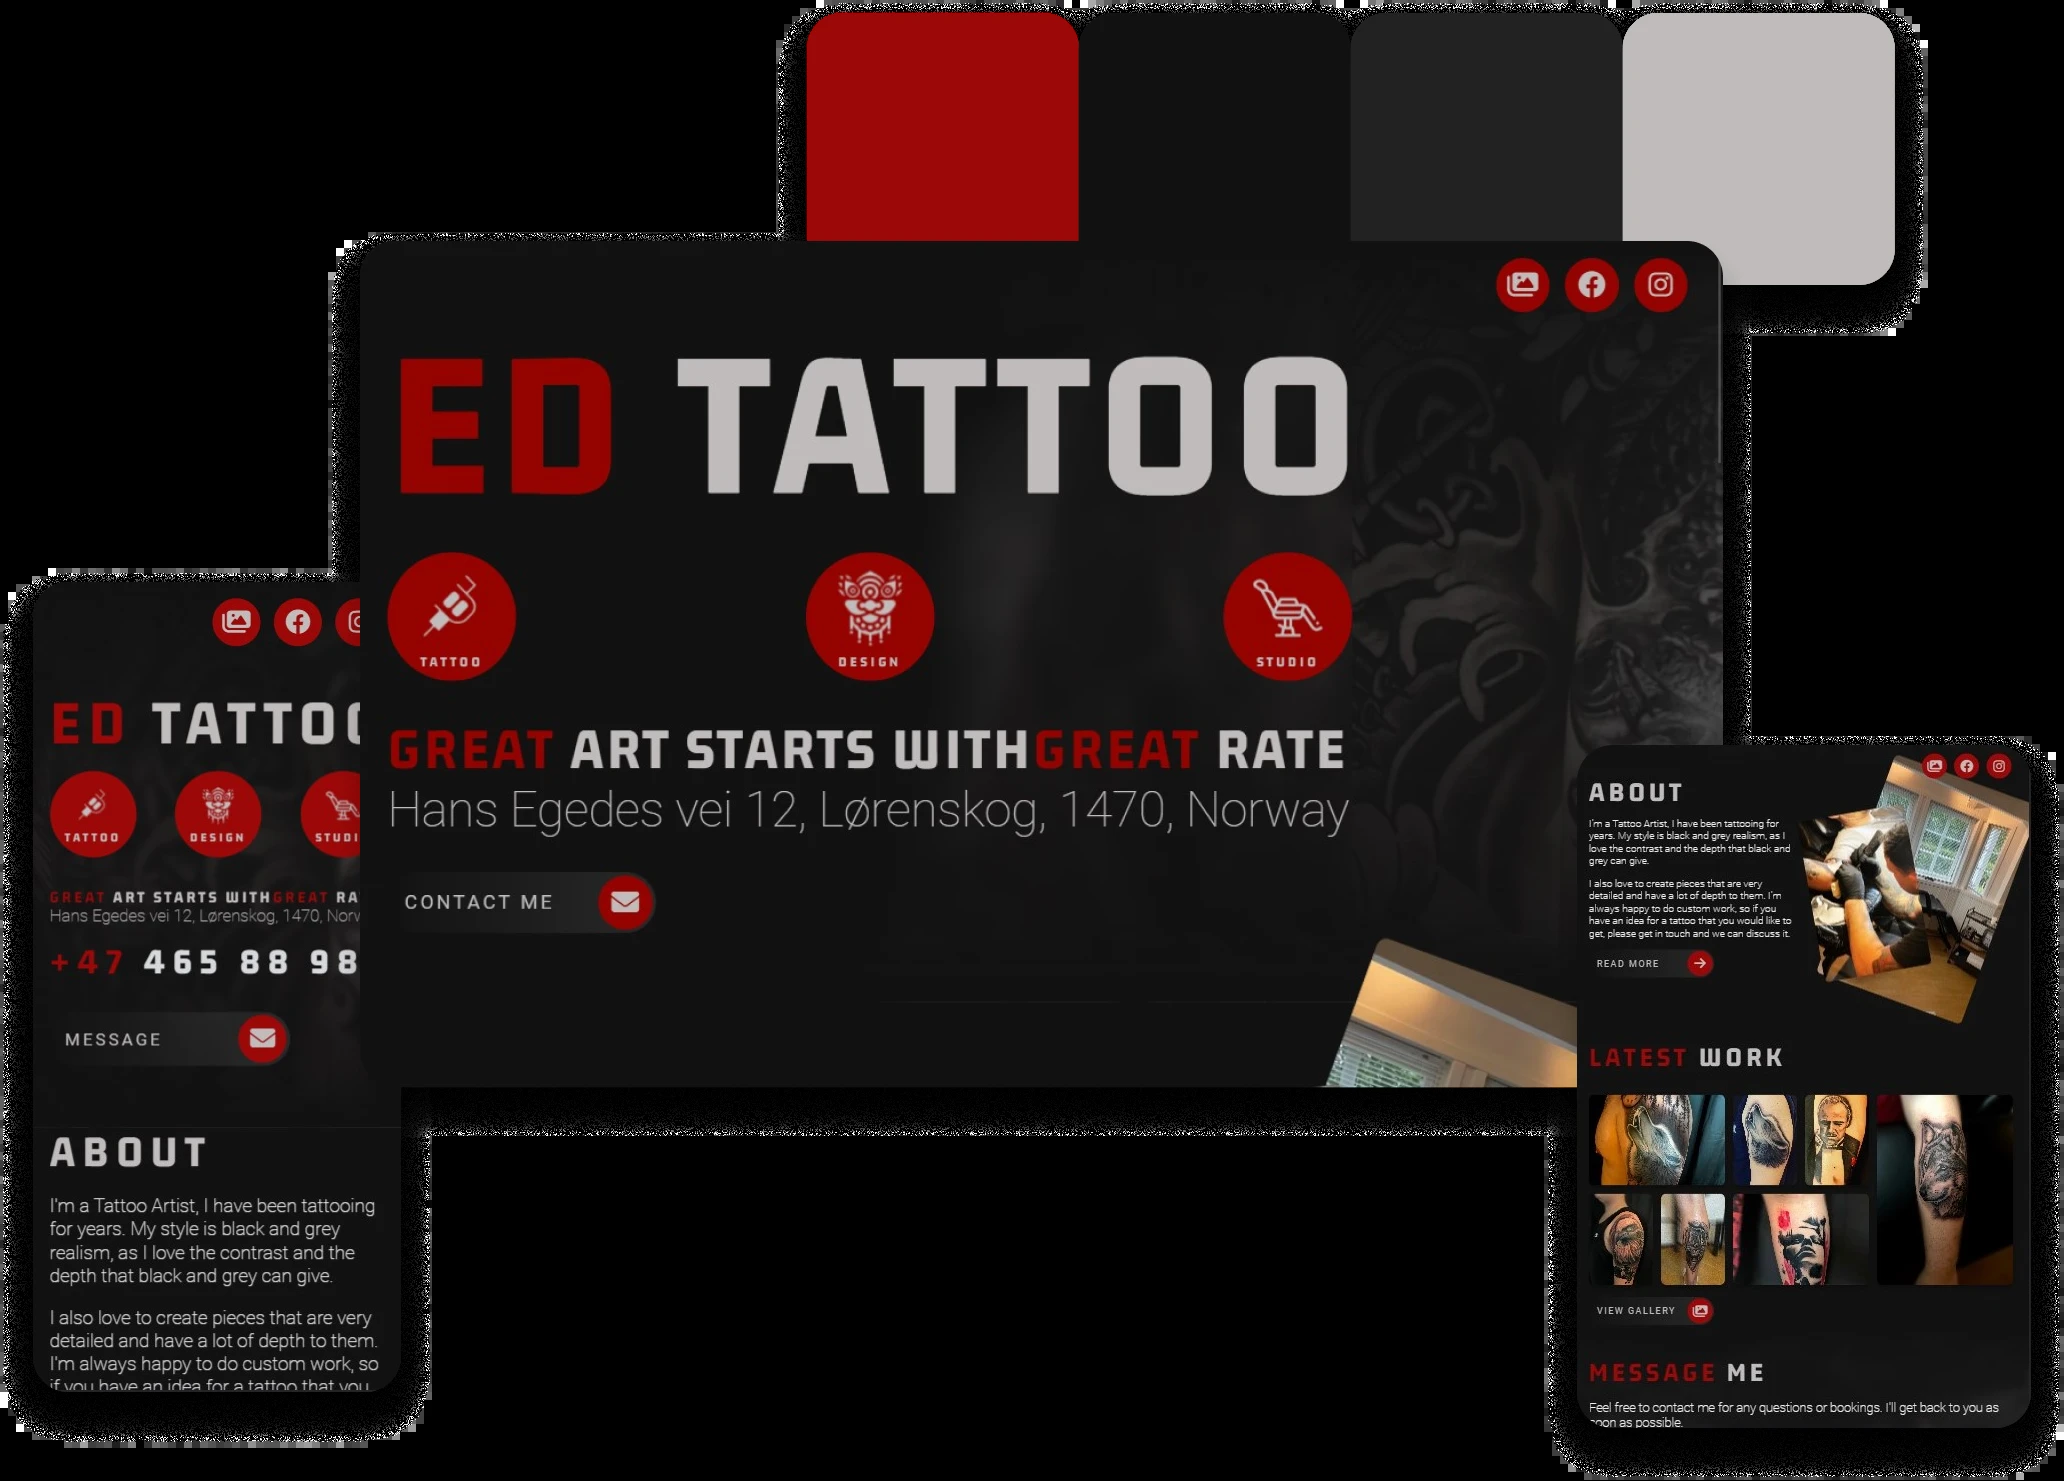 ED TATTOO
TATTOO
DESIGN
STUDIO
GREAT ART STARTS WITHGREAT RATE
Hans Egedes vei 12, Lørenskog, 1470, Norway
CONTACT ME
ED TATTOO
TATTOO
DESIGN
STUDI
GREAT ART STARTS WITHGREAT RA
Hans Egedes vei 12, Lørenskog, 1470, Norw
+47 465 88 98
MESSAGE
ABOUT
I'm a Tattoo Artist, I have been tattooing
for years. My style is black and grey
realism, as I love the contrast and the
depth that black and grey can give.
I also love to create pieces that are very
detailed and have a lot of depth to them.
I'm always happy to do custom work, so
if you have an idea for a tattoo that you
ABOUT
I'm a Tattoo Artist, I have been tattooing for
years. My style is black and grey realism, as I
love the contrast and the depth that black and
grey can give.
I also love to create pieces that are very
detailed and have a lot of depth to them. I'm
always happy to do custom work, so if you
have an idea for a tattoo that you would like to
get, please get in touch and we can discuss it.
READ MORE
LATEST WORK
VIEW GALLERY
MESSAGE ME
Feel free to contact me for any questions or bookings. I'll get back to you as
soon as possible.